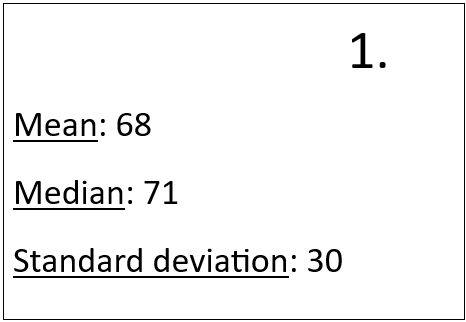 1.
Mean: 68
Median: 71
Standard deviation: 30